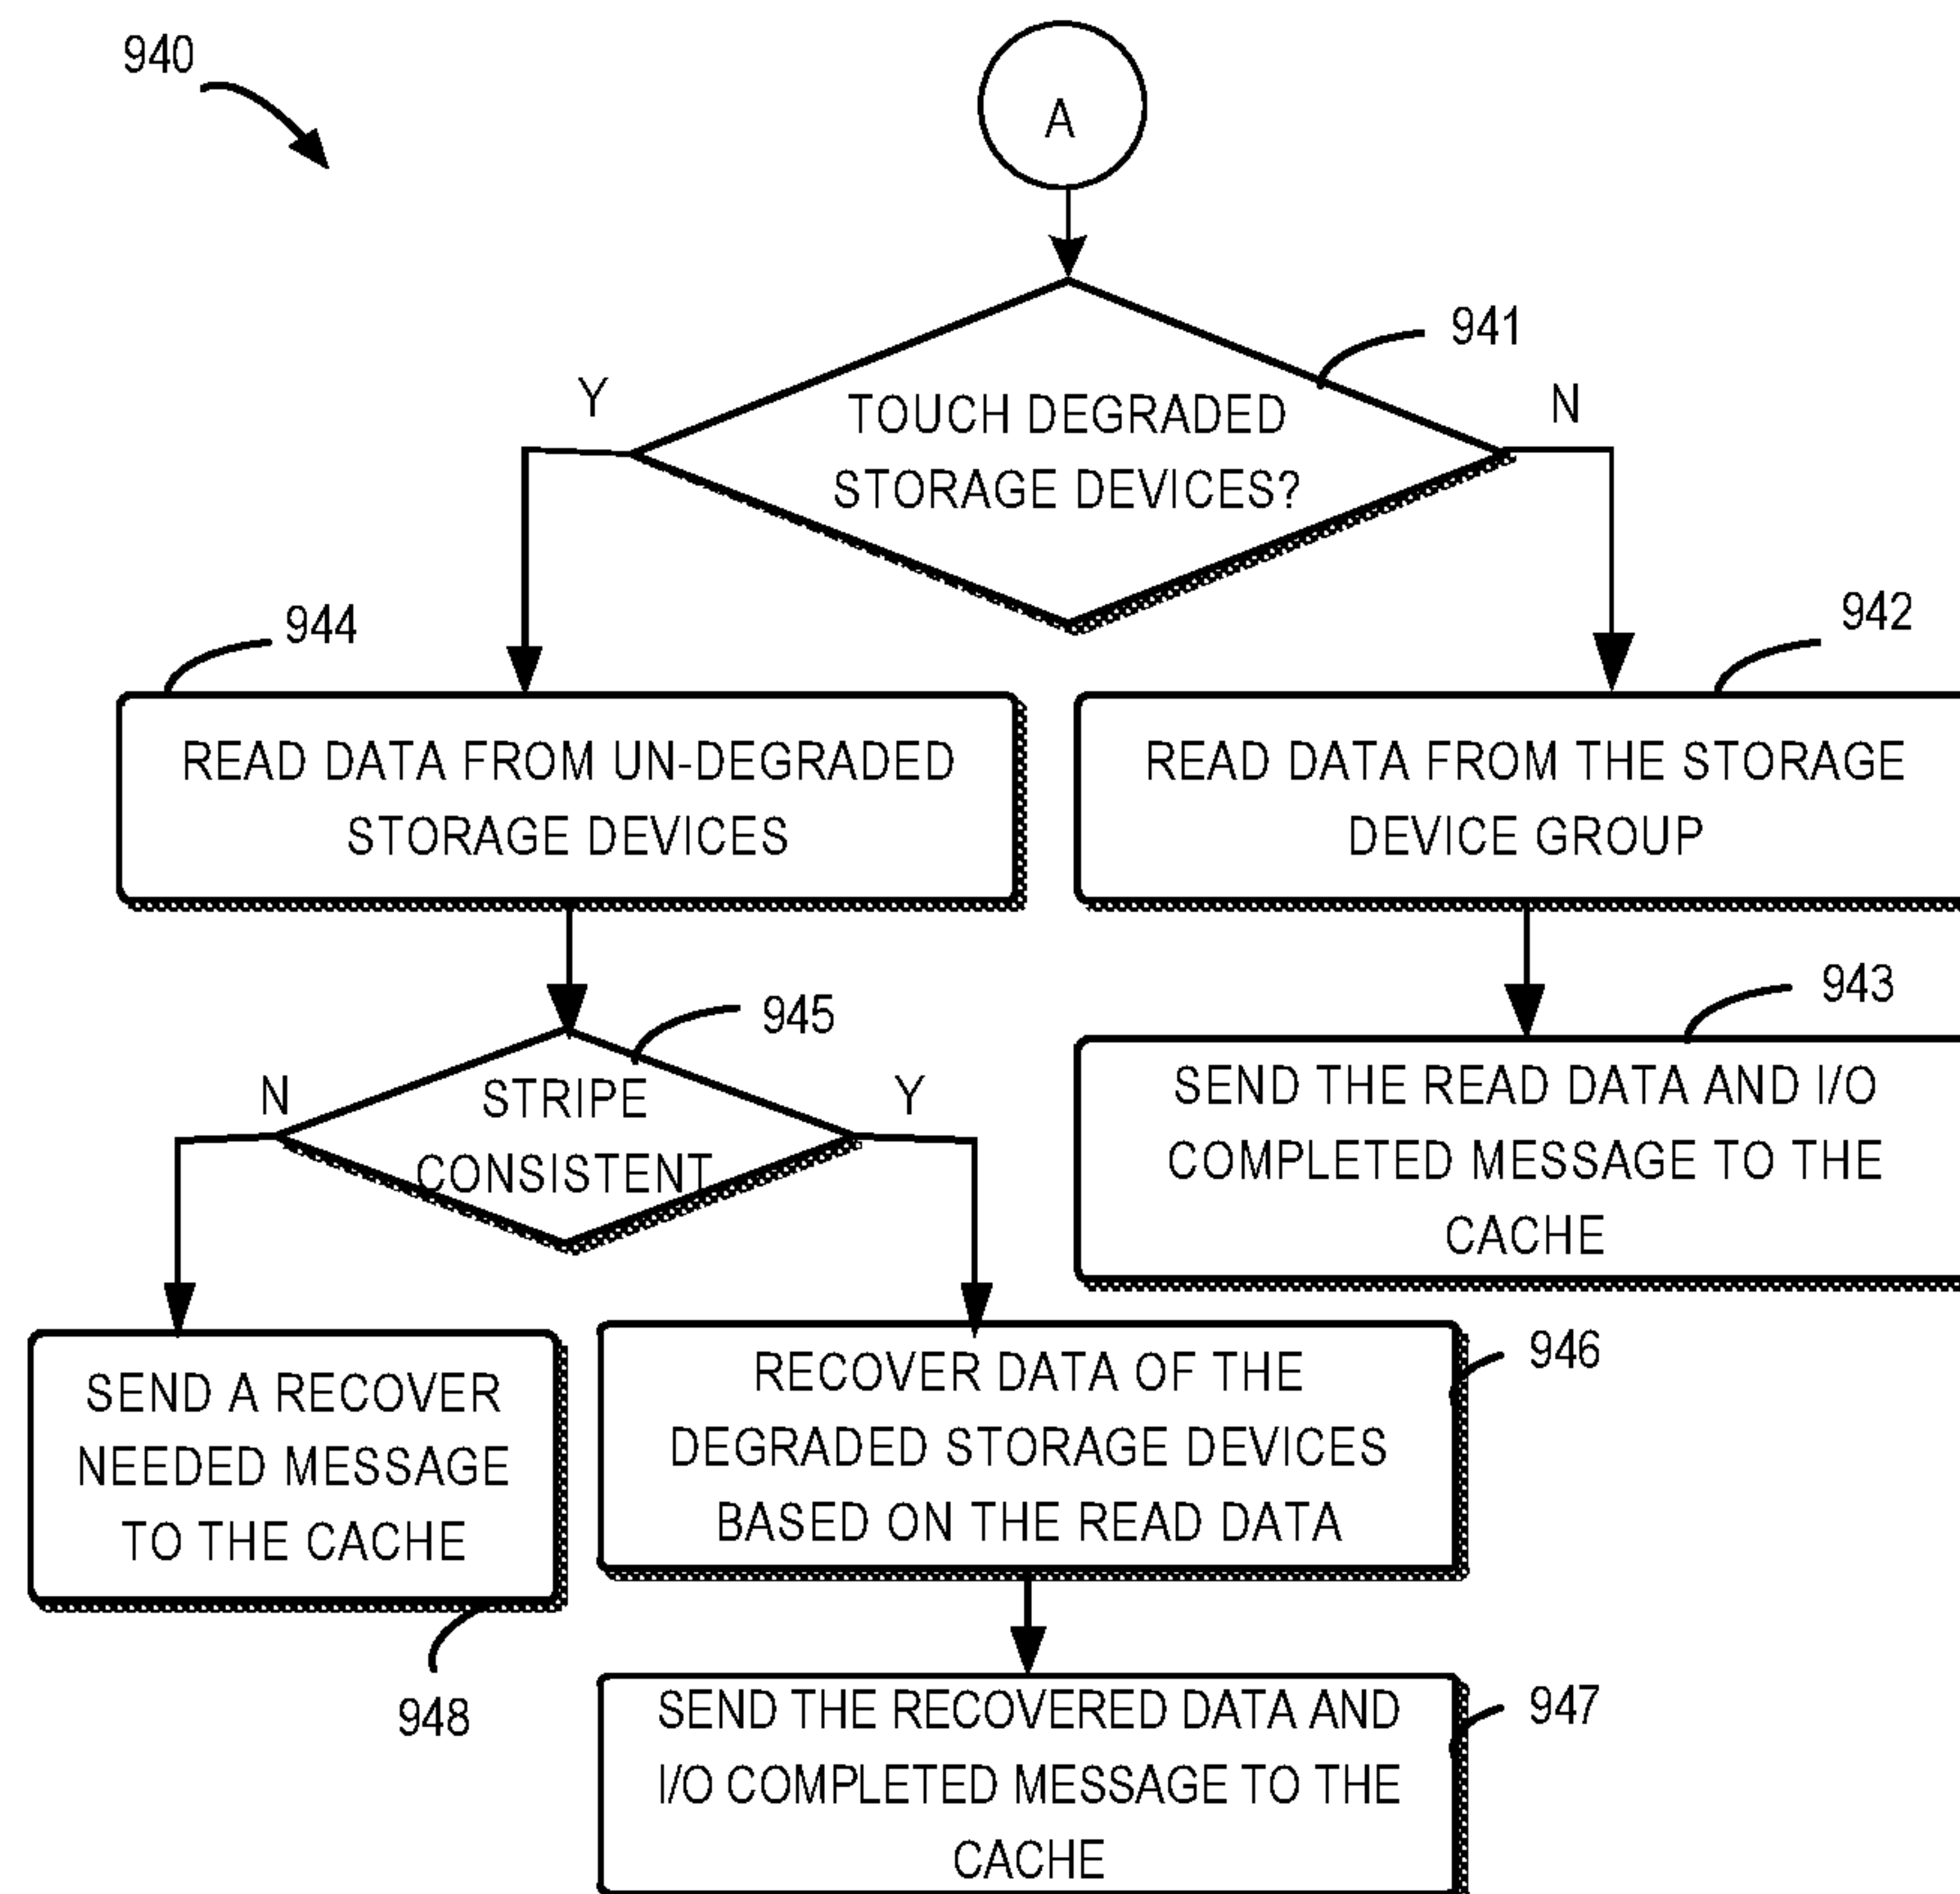 940
A
941
Y
N
TOUCH DEGRADED
STORAGE DEVICES?
944
942
READ DATA FROM UN-DEGRADED
STORAGE DEVICES
READ DATA FROM THE STORAGE
DEVICE GROUP
945
943
N
Y
STRIPE
CONSISTENT
SEND THE READ DATA AND I/O
COMPLETED MESSAGE TO THE
CACHE
SEND A RECOVER
NEEDED MESSAGE
TO THE CACHE
948
946
RECOVER DATA OF THE
DEGRADED STORAGE DEVICES
BASED ON THE READ DATA
947
SEND THE RECOVERED DATA AND
I/O COMPLETED MESSAGE TO THE
CACHE